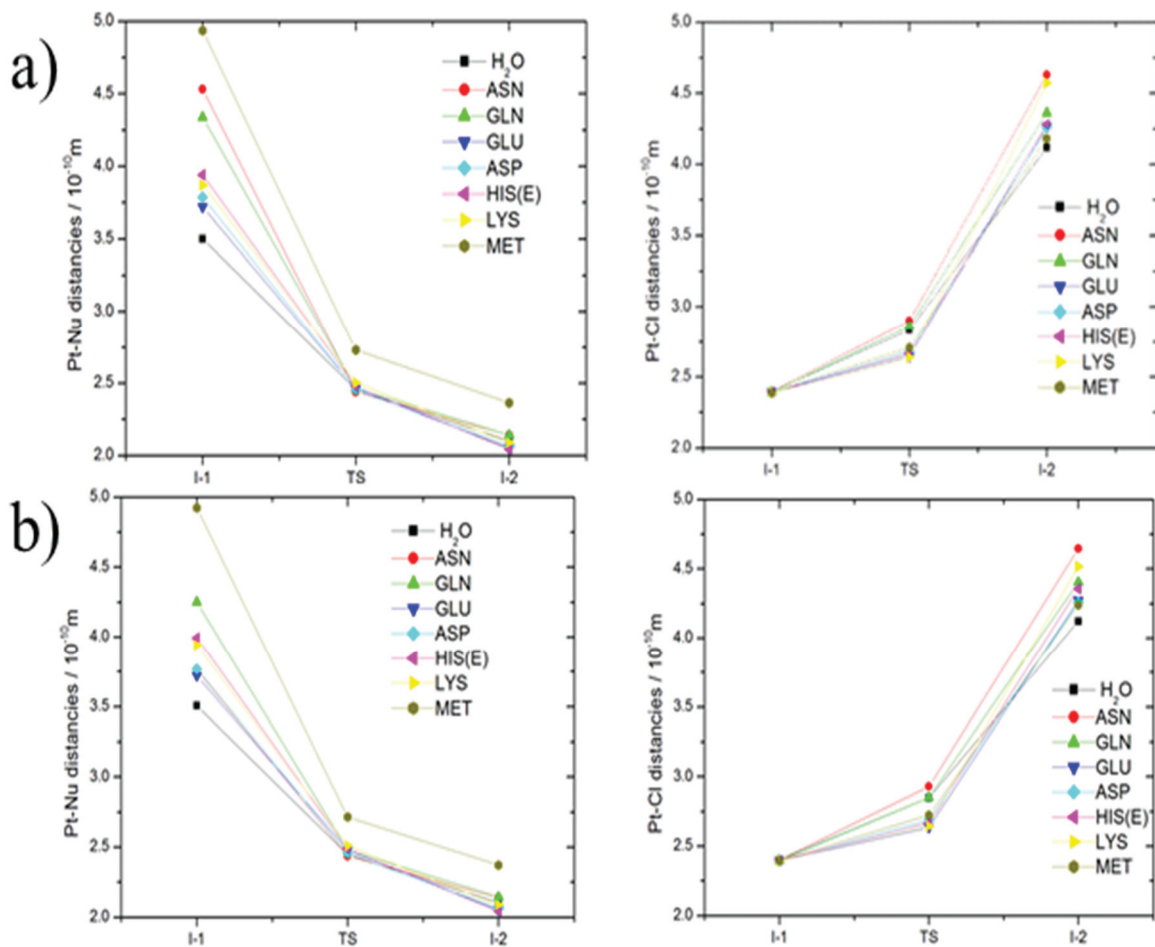 a)
Pt-Nu distancies / 10⁻¹⁰m
5.0
4.5
4.0
3.5
3.0
2.5
2.0
I-1
TS
I-2
H₂O
ASN
GLN
GLU
ASP
HIS(E)
LYS
MET
Pt-Cl distancies / 10⁻¹⁰m
5.0
4.5
4.0
3.5
3.0
2.5
2.0
I-1
TS
I-2
H₂O
ASN
GLN
GLU
ASP
HIS(E)
LYS
MET
b)
Pt-Nu distancies / 10⁻¹⁰m
5.0
4.5
4.0
3.5
3.0
2.5
2.0
I-1
TS
I-2
H₂O
ASN
GLN
GLU
ASP
HIS(E)
LYS
MET
Pt-Cl distancies / 10⁻¹⁰m
5.0
4.5
4.0
3.5
3.0
2.5
2.0
I-1
TS
I-2
H₂O
ASN
GLN
GLU
ASP
HIS(E)
LYS
MET